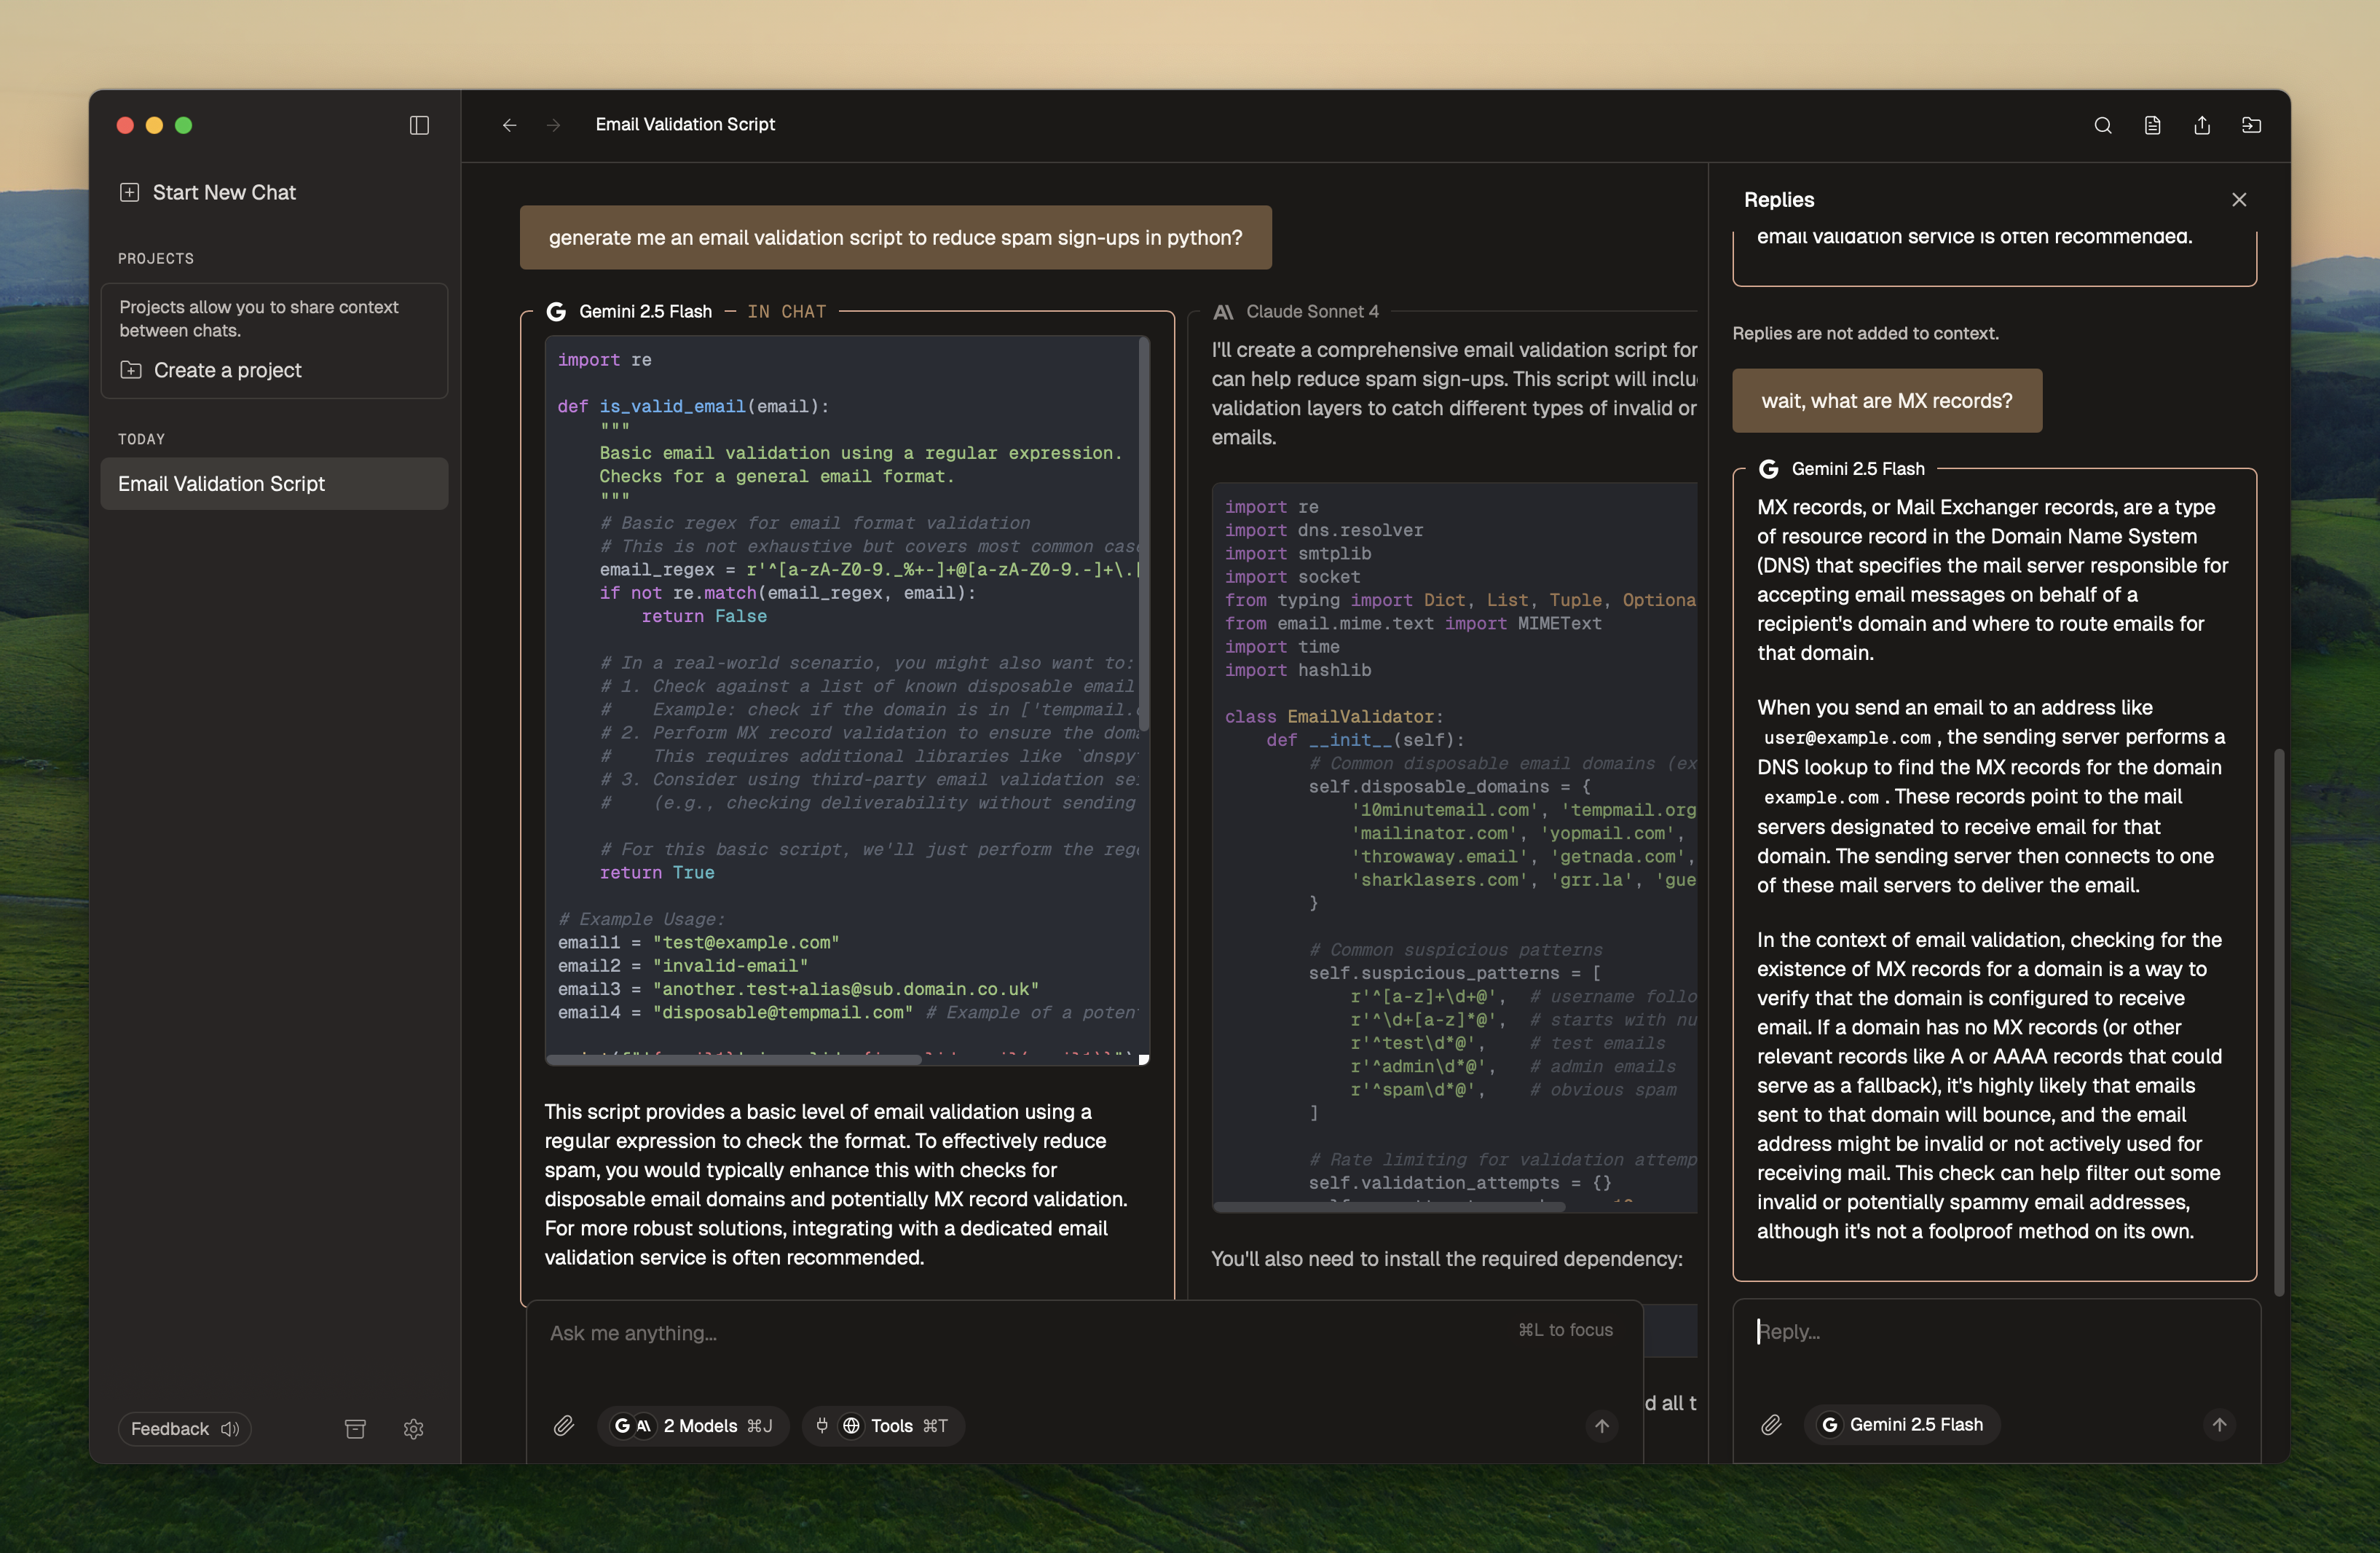 Email Validation Script
Start New Chat
PROJECTS
Projects allow you to share context
between chats.
Create a project
TODAY
Email Validation Script
Feedback
generate me an email validation script to reduce spam sign-ups in python?
Gemini 2.5 Flash — IN CHAT
import re
def is_valid_email(email):
"""
Basic email validation using a regular expression.
Checks for a general email format.
"""
# Basic regex for email format validation
# This is not exhaustive but covers most common cas
email_regex = r'^[a-zA-Z0-9._%+-]+@[a-zA-Z0-9.-]+\.[
if not re.match(email_regex, email):
return False
# In a real-world scenario, you might also want to:
# 1. Check against a list of known disposable email
#    Example: check if the domain is in ['tempmail.
# 2. Perform MX record validation to ensure the dom
#    This requires additional libraries like `dnspy
# 3. Consider using third-party email validation se
#    (e.g., checking deliverability without sending
# For this basic script, we'll just perform the reg
return True
# Example Usage:
email1 = "test@example.com"
email2 = "invalid-email"
email3 = "another.test+alias@sub.domain.co.uk"
email4 = "disposable@tempmail.com" # Example of a poten
This script provides a basic level of email validation using a
regular expression to check the format. To effectively reduce
spam, you would typically enhance this with checks for
disposable email domains and potentially MX record validation.
For more robust solutions, integrating with a dedicated email
validation service is often recommended.
Claude Sonnet 4
I'll create a comprehensive email validation script for
can help reduce spam sign-ups. This script will inclu
validation layers to catch different types of invalid or
emails.
import re
import dns.resolver
import smtplib
import socket
from typing import Dict, List, Tuple, Optiona
from email.mime.text import MIMEText
import time
import hashlib
class EmailValidator:
def __init__(self):
# Common disposable email domains (ex
self.disposable_domains = {
'10minutemail.com', 'tempmail.org
'mailinator.com', 'yopmail.com',
'throwaway.email', 'getnada.com',
'sharklasers.com', 'grr.la', 'gue
}
# Common suspicious patterns
self.suspicious_patterns = [
r'^[a-z]+\d+@',  # username follo
r'^\d+[a-z]*@',  # starts with nu
r'^test\d*@',    # test emails
r'^admin\d*@',   # admin emails
r'^spam\d*@',    # obvious spam
]
# Rate limiting for validation attemp
self.validation_attempts = {}
You'll also need to install the required dependency:
d all t
Ask me anything...
⌘L to focus
2 Models ⌘J
Tools ⌘T
Replies
email validation service is often recommended.
Replies are not added to context.
wait, what are MX records?
Gemini 2.5 Flash
MX records, or Mail Exchanger records, are a type
of resource record in the Domain Name System
(DNS) that specifies the mail server responsible for
accepting email messages on behalf of a
recipient's domain and where to route emails for
that domain.
When you send an email to an address like
user@example.com , the sending server performs a
DNS lookup to find the MX records for the domain
example.com . These records point to the mail
servers designated to receive email for that
domain. The sending server then connects to one
of these mail servers to deliver the email.
In the context of email validation, checking for the
existence of MX records for a domain is a way to
verify that the domain is configured to receive
email. If a domain has no MX records (or other
relevant records like A or AAAA records that could
serve as a fallback), it's highly likely that emails
sent to that domain will bounce, and the email
address might be invalid or not actively used for
receiving mail. This check can help filter out some
invalid or potentially spammy email addresses,
although it's not a foolproof method on its own.
Reply...
Gemini 2.5 Flash